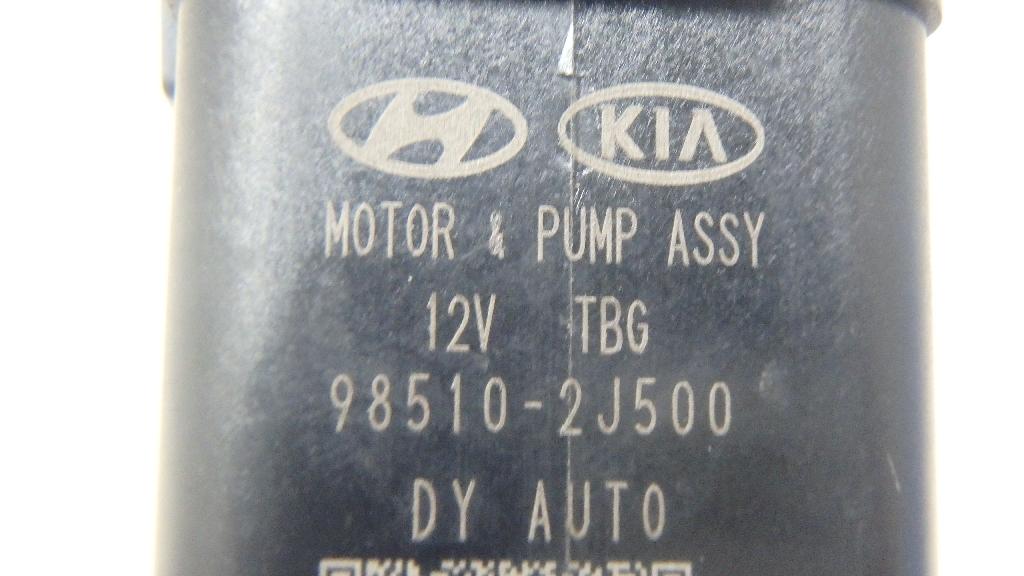 KIA
MOTOR & PUMP ASSY
12V TBG
98510-2J500
DY AUTO